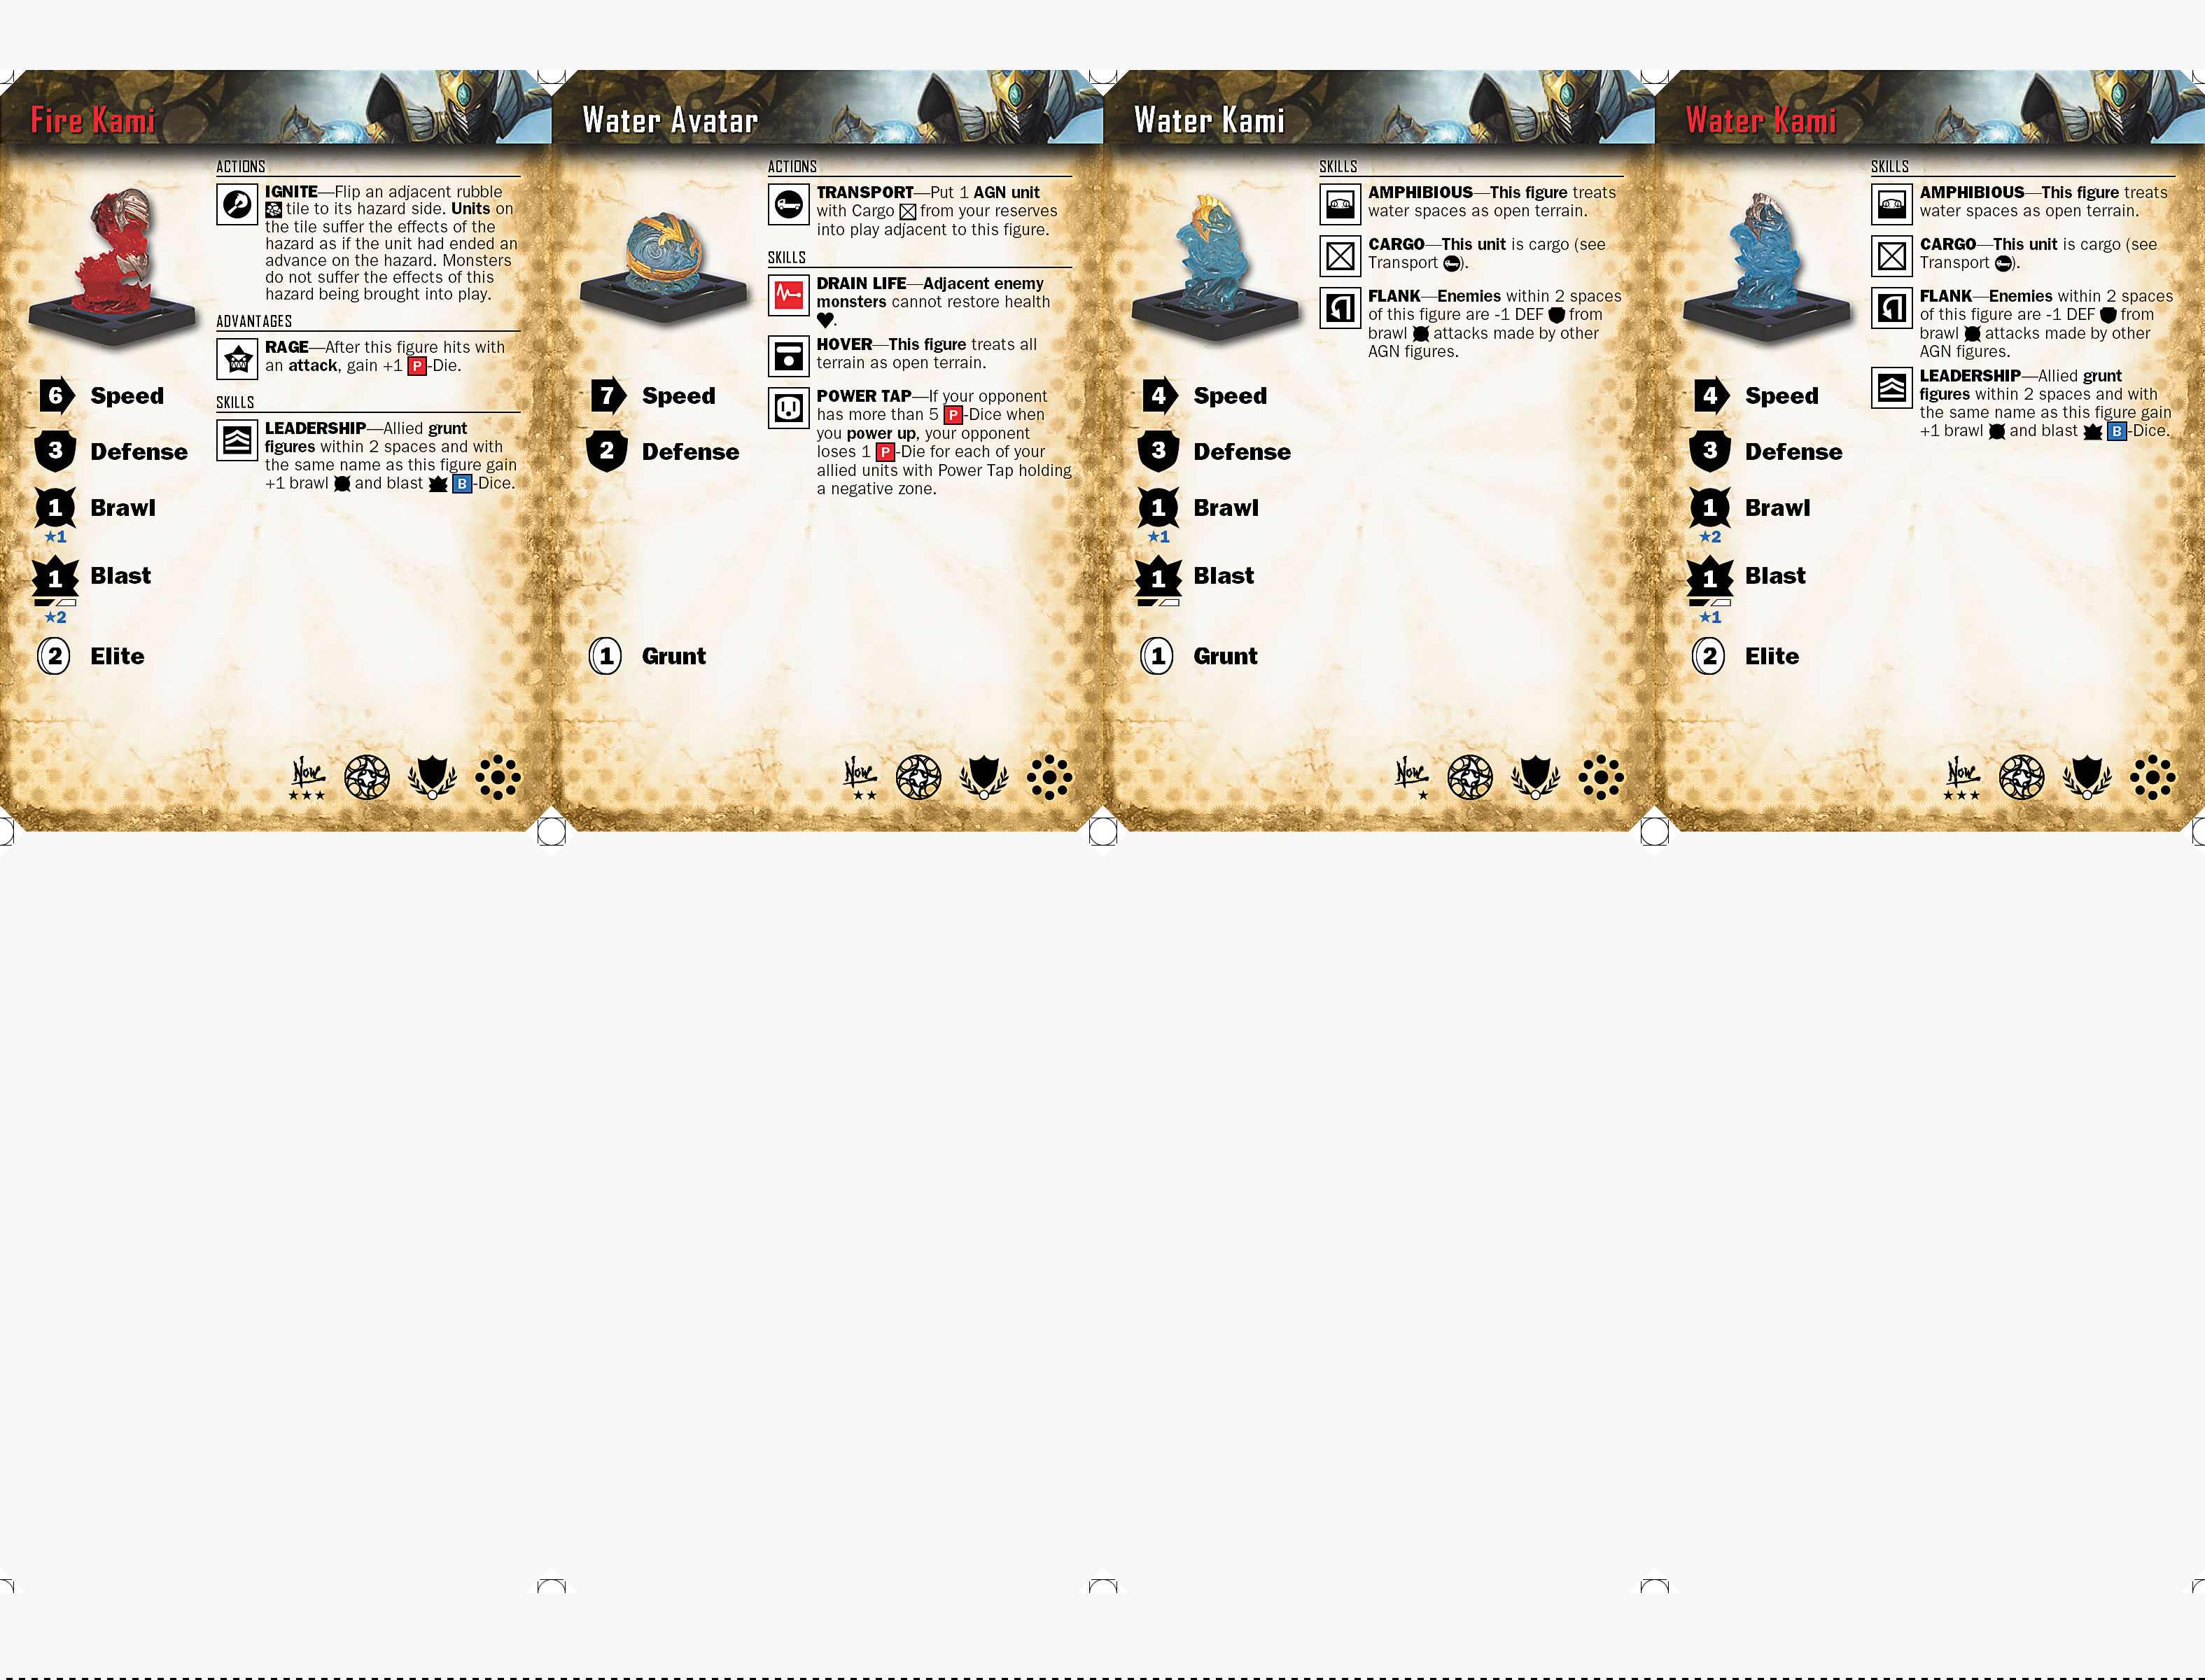 Fire Kami
ACTIONS
IGNITE—Flip an adjacent rubble
tile to its hazard side. Units on
the tile suffer the effects of the
hazard as if the unit had ended an
advance on the hazard. Monsters
do not suffer the effects of this
hazard being brought into play.
ADVANTAGES
RAGE—After this figure hits with
an attack, gain +1 P-Die.
SKILLS
LEADERSHIP—Allied grunt
figures within 2 spaces and with
the same name as this figure gain
+1 brawl and blast B-Dice.
6 Speed
3 Defense
1 Brawl
★1
1 Blast
★2
2 Elite
Now
★★★
Water Avatar
ACTIONS
TRANSPORT—Put 1 AGN unit
with Cargo from your reserves
into play adjacent to this figure.
SKILLS
DRAIN LIFE—Adjacent enemy
monsters cannot restore health
♥.
HOVER—This figure treats all
terrain as open terrain.
POWER TAP—If your opponent
has more than 5 P-Dice when
you power up, your opponent
loses 1 P-Die for each of your
allied units with Power Tap holding
a negative zone.
7 Speed
2 Defense
1 Grunt
Now
★★
Water Kami
SKILLS
AMPHIBIOUS—This figure treats
water spaces as open terrain.
CARGO—This unit is cargo (see
Transport ).
FLANK—Enemies within 2 spaces
of this figure are -1 DEF from
brawl attacks made by other
AGN figures.
4 Speed
3 Defense
1 Brawl
★1
1 Blast
1 Grunt
Now
★
Water Kami
SKILLS
AMPHIBIOUS—This figure treats
water spaces as open terrain.
CARGO—This unit is cargo (see
Transport ).
FLANK—Enemies within 2 spaces
of this figure are -1 DEF from
brawl attacks made by other
AGN figures.
LEADERSHIP—Allied grunt
figures within 2 spaces and with
the same name as this figure gain
+1 brawl and blast B-Dice.
4 Speed
3 Defense
1 Brawl
★2
1 Blast
★1
2 Elite
Now
★★★